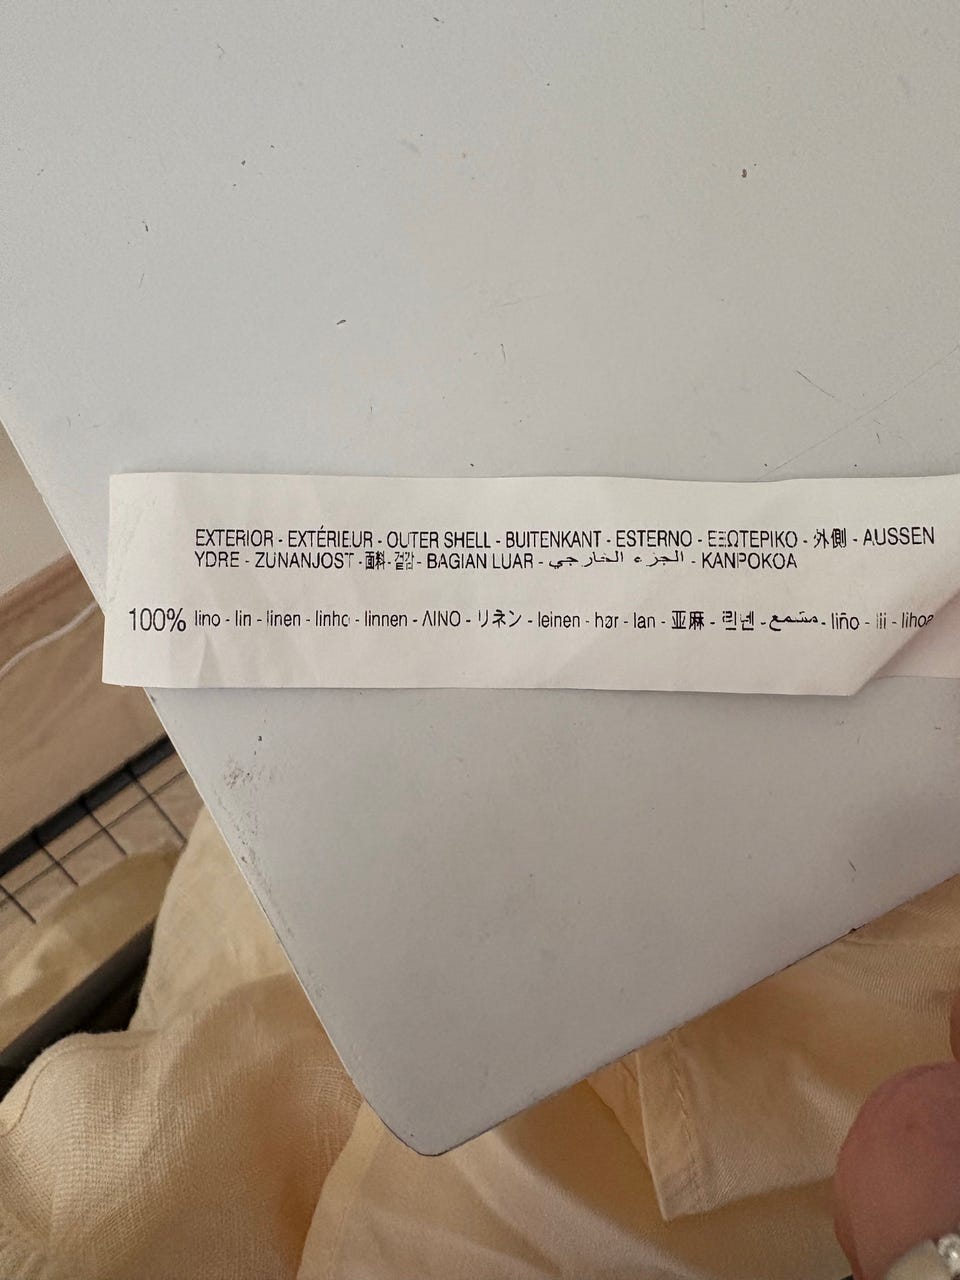 EXTERIOR - EXTÉRIEUR - OUTER SHELL - BUITENKANT - ESTERNO - ΕΞΩΤΕΡΙΚΟ - 外側 - AUSSEN
YDRE - ZUNANJOST - 面料 - 겉감 - BAGIAN LUAR - الجزء الخارجي - KANPOKOA
100% lino - lin - linen - linho - linnen - ΛΙΝΟ - リネン - leinen - hør - lan - 亚麻 - 린넨 - مشمع - liño - lli - lihoa